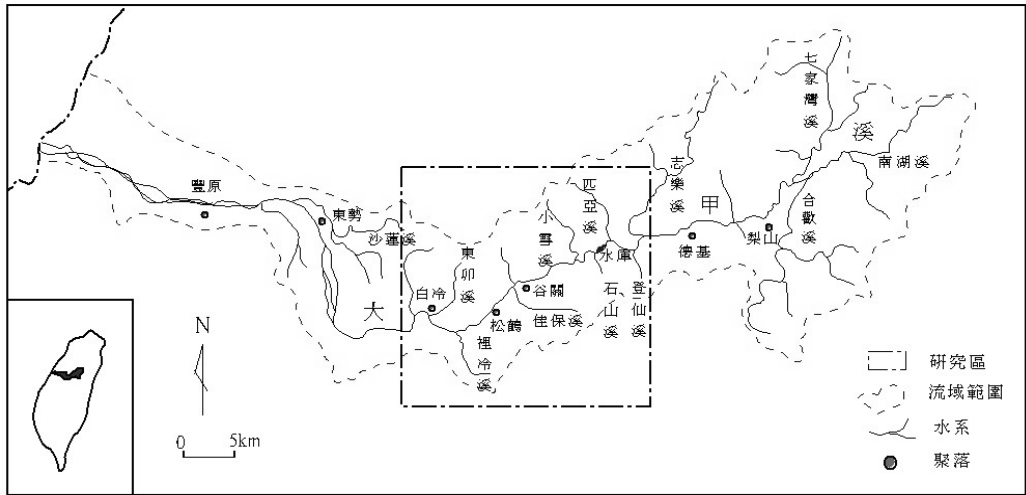 七家灣溪
溪
南湖溪
志樂溪
匹亞溪
甲
合歡溪
豐原
東勢
小雪溪
梨山
沙蓮溪
東卯溪
水庫
德基
大
白冷
谷關
石山溪
登仙溪
松鶴
佳保溪
裡冷溪
N
0 5km
研究區
流域範圍
水系
聚落